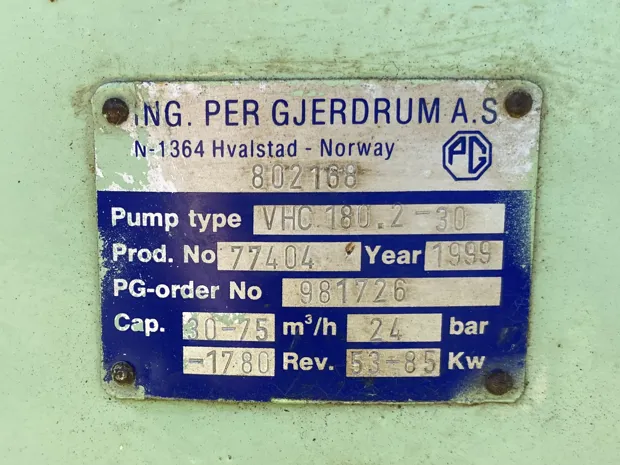 ING. PER GJERDRUM A.S
N-1364 Hvalstad - Norway
PG
802168
Pump type VHC 180.2-30
Prod. No 77404 Year 1999
PG-order No 981726
Cap. 30-75 m³/h 24 bar
-1780 Rev. 53-85 Kw